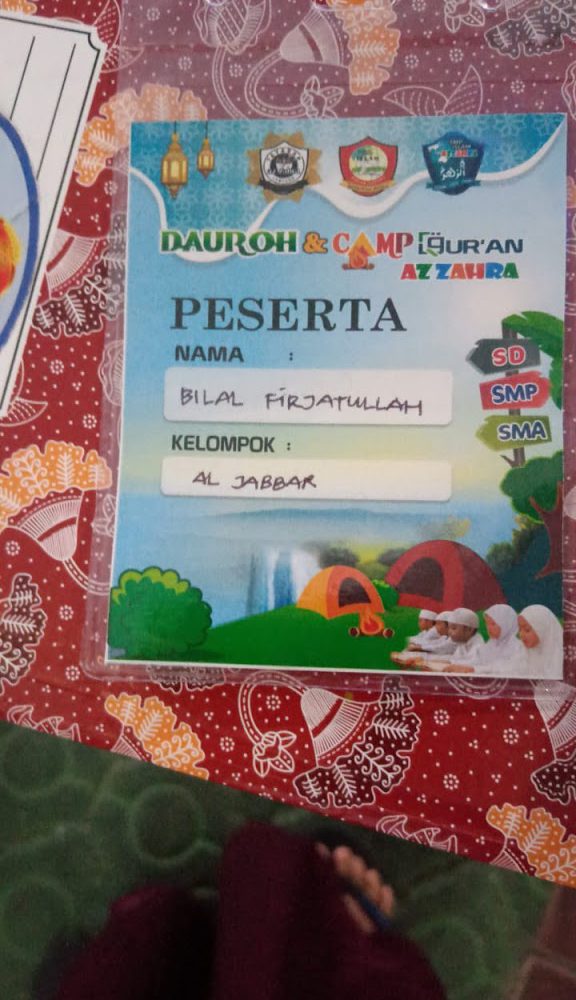 DAUROH & CAMP QUR'AN
AZ ZAHRA
PESERTA
NAMA :
BILAL FIRJATULLAH
KELOMPOK :
AL JABBAR
SD
SMP
SMA